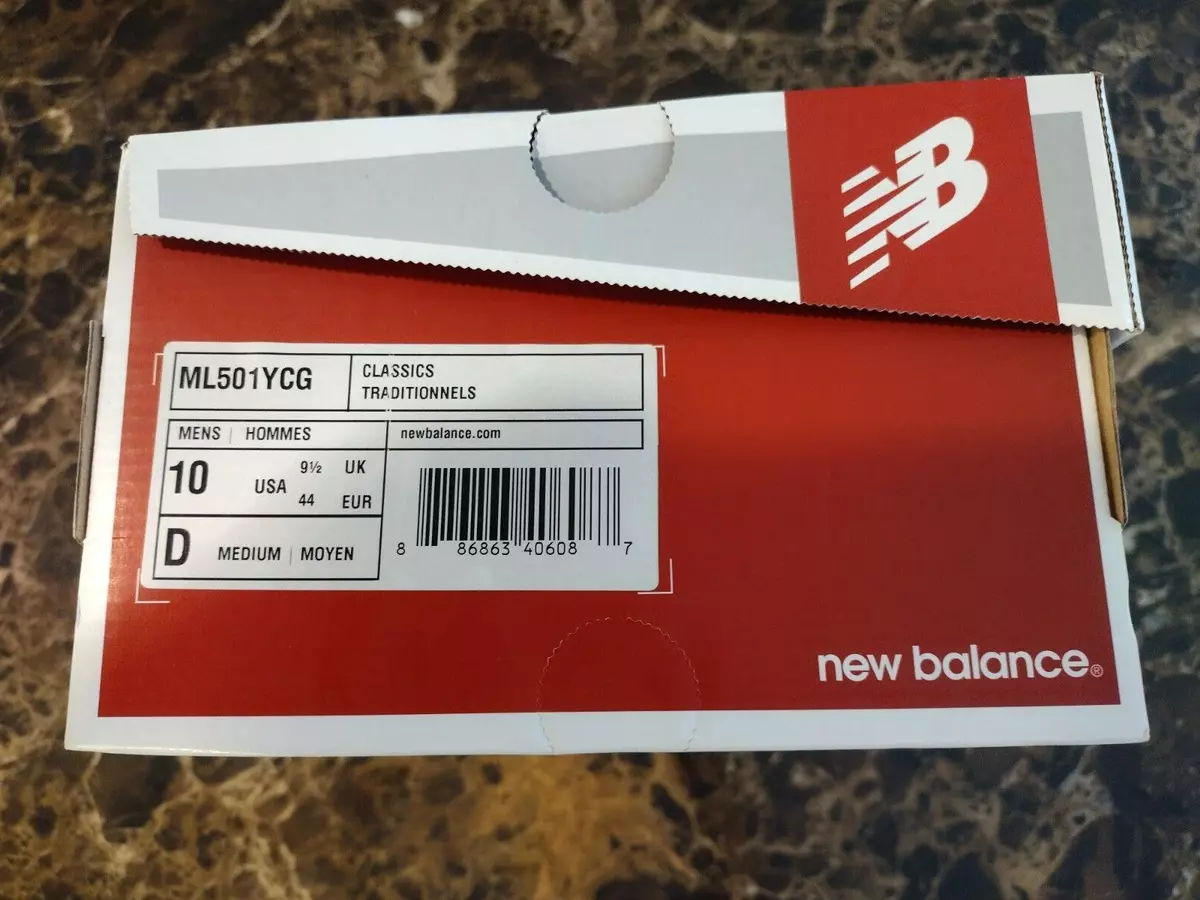 NB
ML501YCG
CLASSICS
TRADITIONNELS
MENS | HOMMES
newbalance.com
10 USA 9½ UK
44 EUR
D MEDIUM | MOYEN
8 86863 40608 7
new balance®